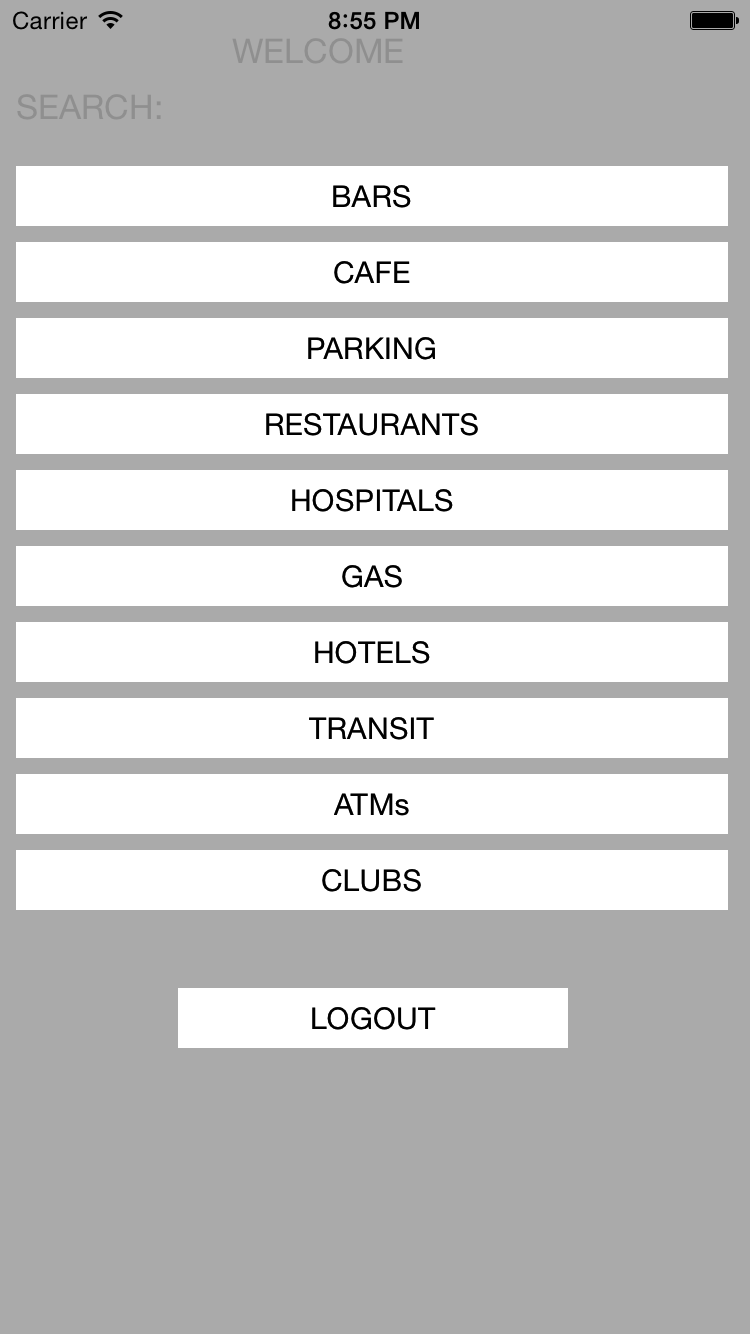 Carrier 8:55 PM
WELCOME
SEARCH:
BARS
CAFE
PARKING
RESTAURANTS
HOSPITALS
GAS
HOTELS
TRANSIT
ATMs
CLUBS
LOGOUT